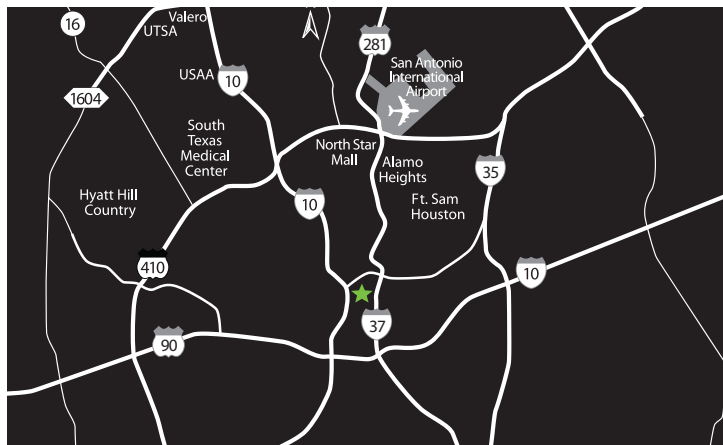 16
Valero
UTSA
281
San Antonio
International
Airport
USAA
10
1604
South
Texas
Medical
Center
North Star
Mall
Alamo
Heights
35
Hyatt Hill
Country
10
Ft. Sam
Houston
410
10
37
90